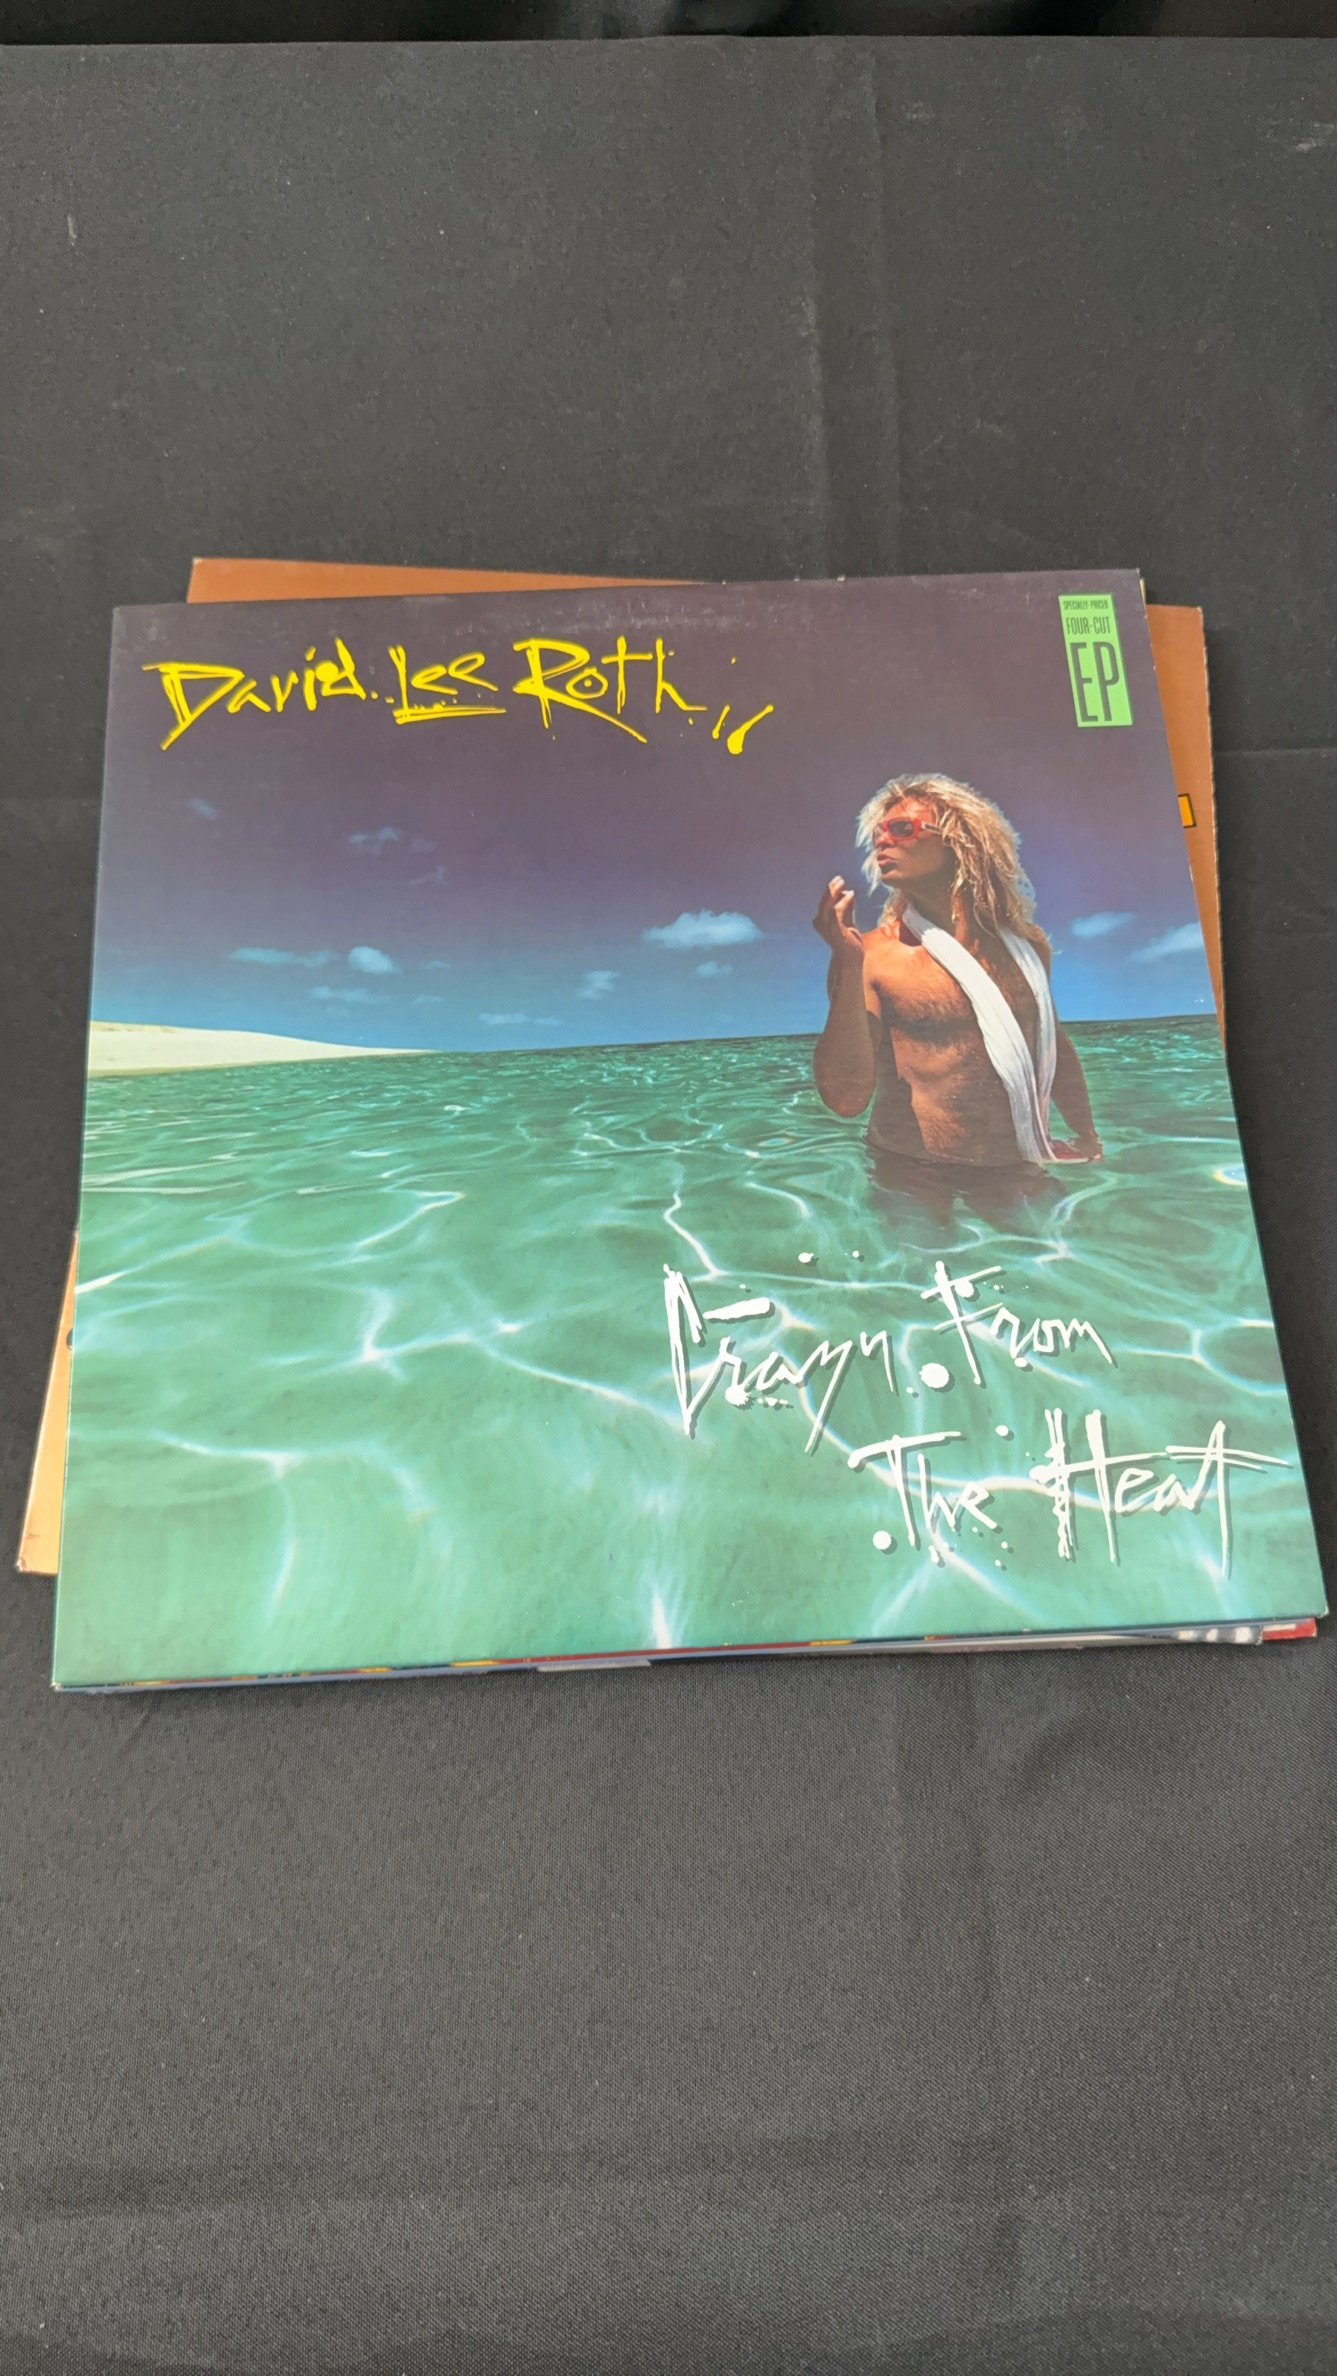 David Lee Roth
SPECIALLY-PRICED
FOUR-CUT
EP
Crazy From
The Heat